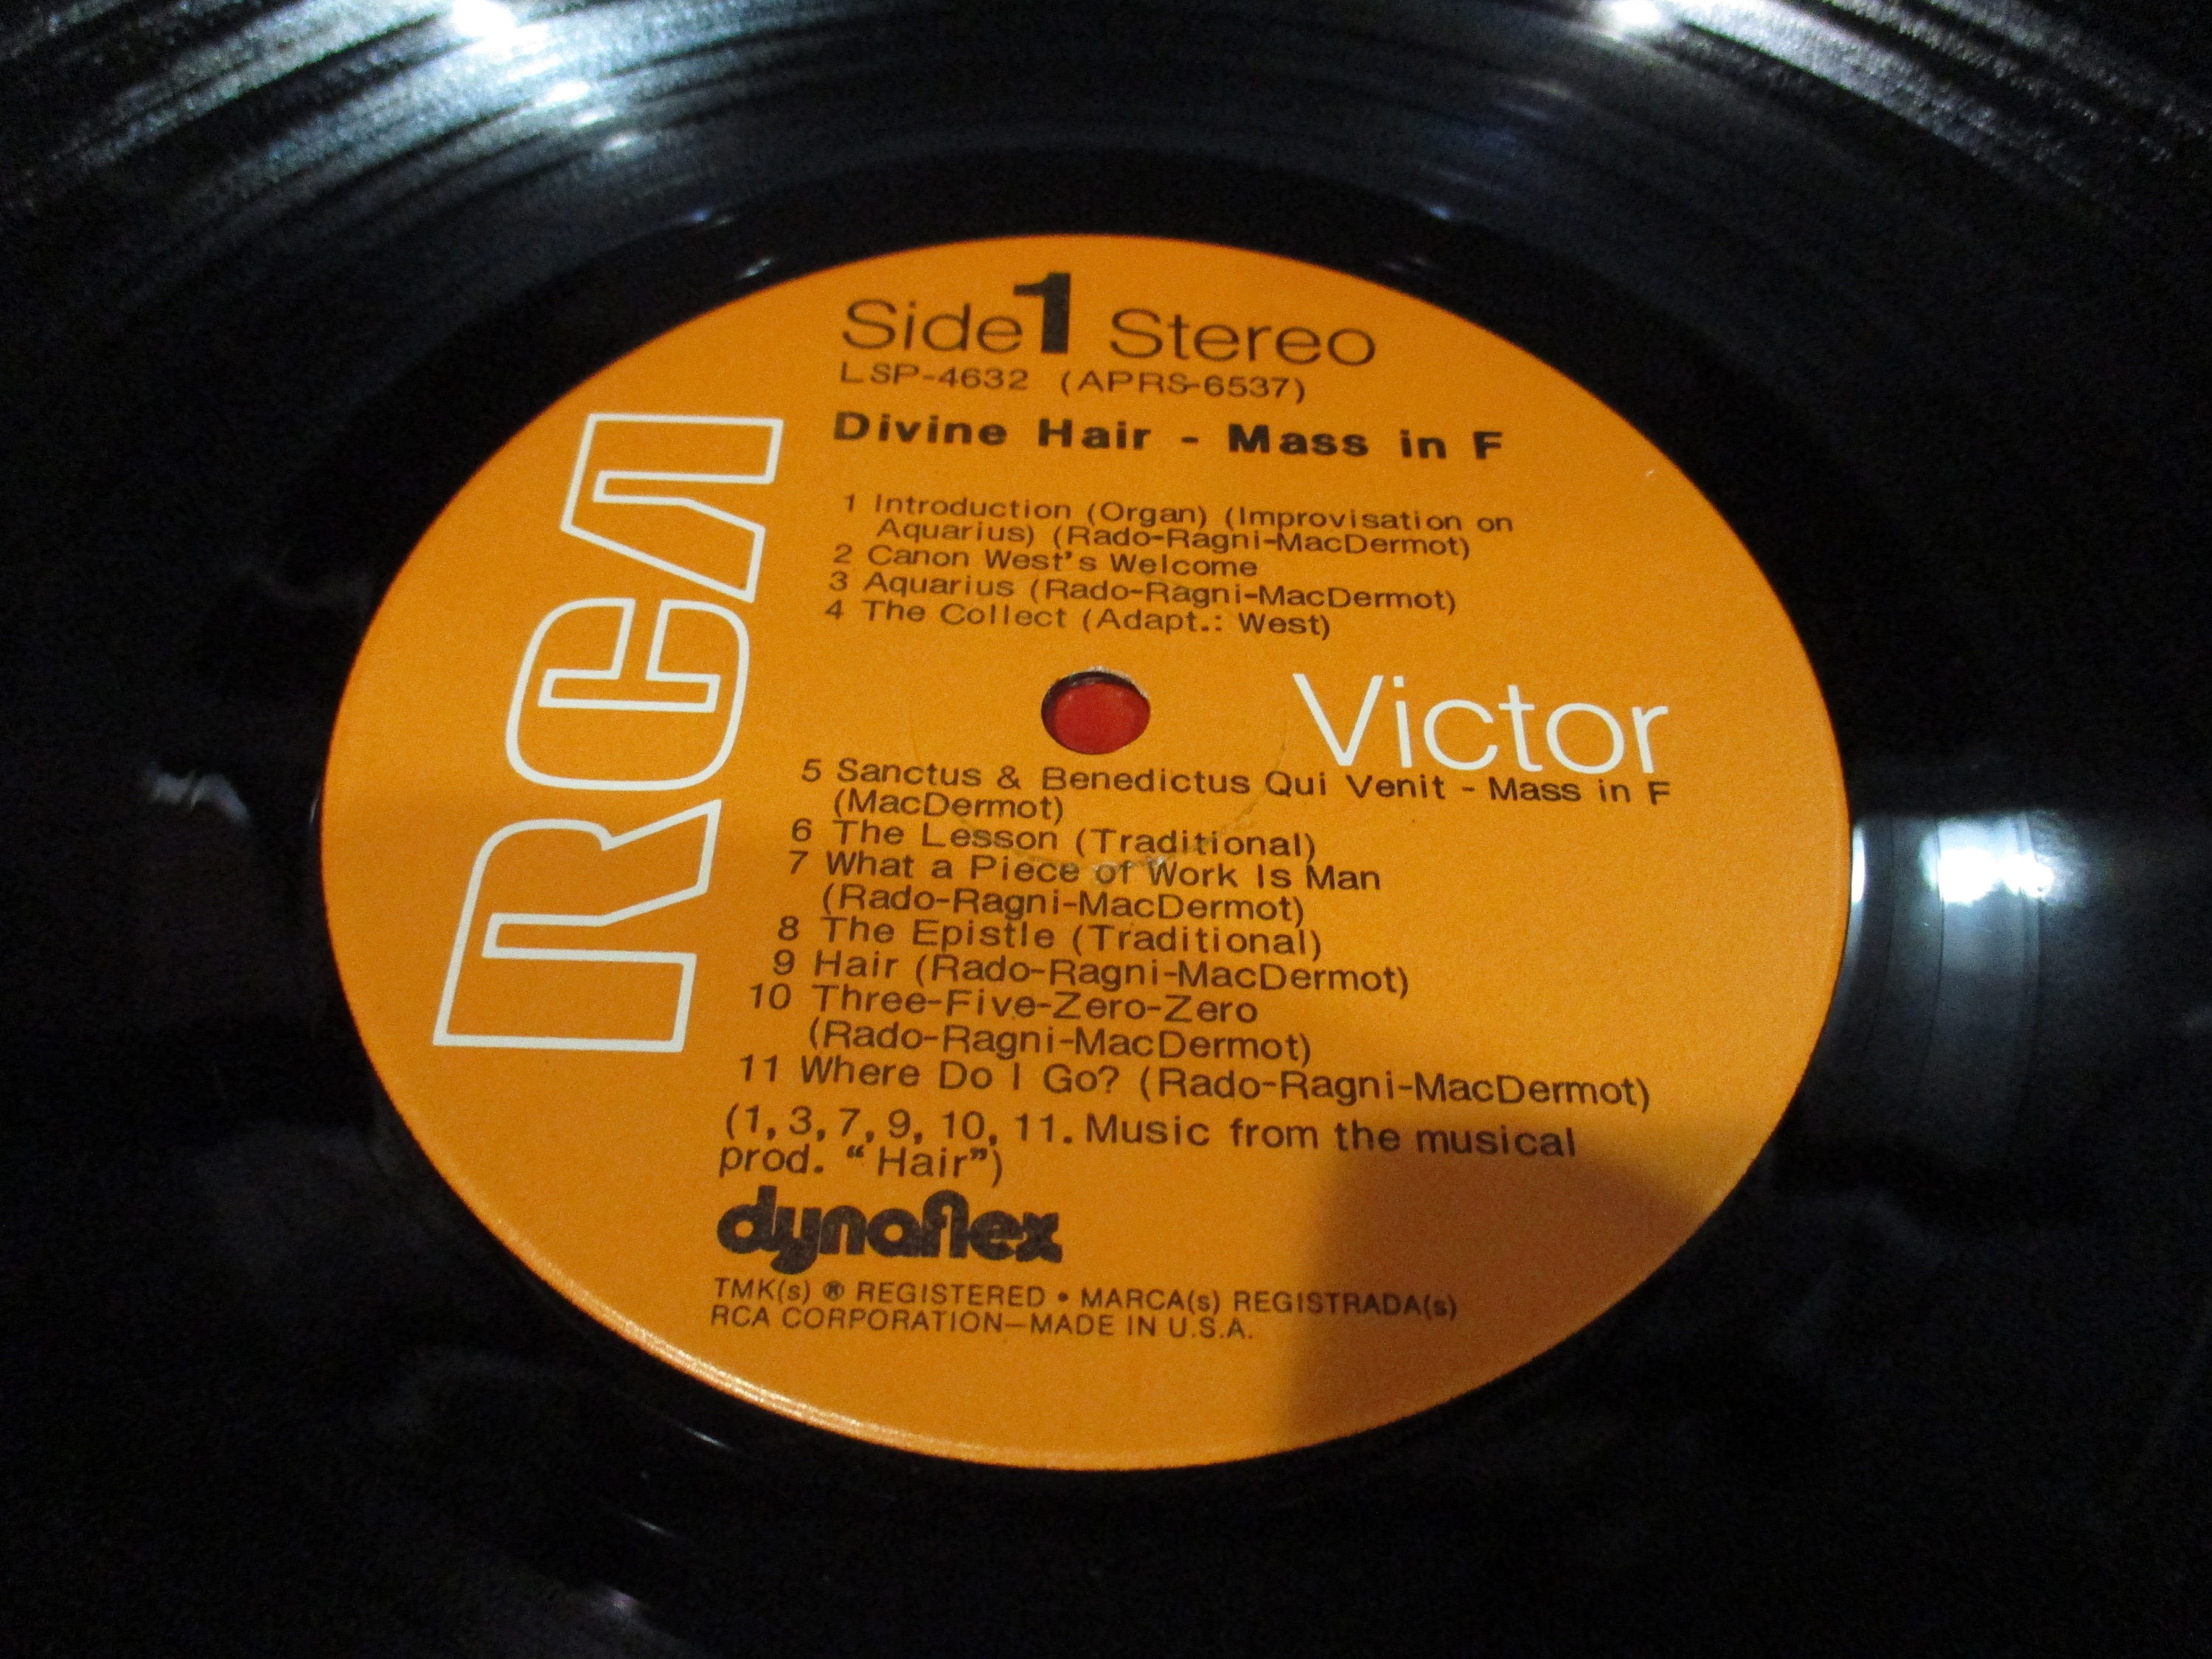 Side 1 Stereo
LSP-4632 (APRS-6537)
Divine Hair - Mass in F
1 Introduction (Organ) (Improvisation on
Aquarius) (Rado-Ragni-MacDermot)
2 Canon West's Welcome
3 Aquarius (Rado-Ragni-MacDermot)
4 The Collect (Adapt.: West)
RCA
Victor
5 Sanctus & Benedictus Qui Venit - Mass in F
(MacDermot)
6 The Lesson (Traditional)
7 What a Piece of Work Is Man
(Rado-Ragni-MacDermot)
8 The Epistle (Traditional)
9 Hair (Rado-Ragni-MacDermot)
10 Three-Five-Zero-Zero
(Rado-Ragni-MacDermot)
11 Where Do I Go? (Rado-Ragni-MacDermot)
(1, 3, 7, 9, 10, 11. Music from the musical
prod. “Hair”)
dynaflex
TMK(s) ® REGISTERED • MARCA(s) REGISTRADA(s)
RCA CORPORATION—MADE IN U.S.A.